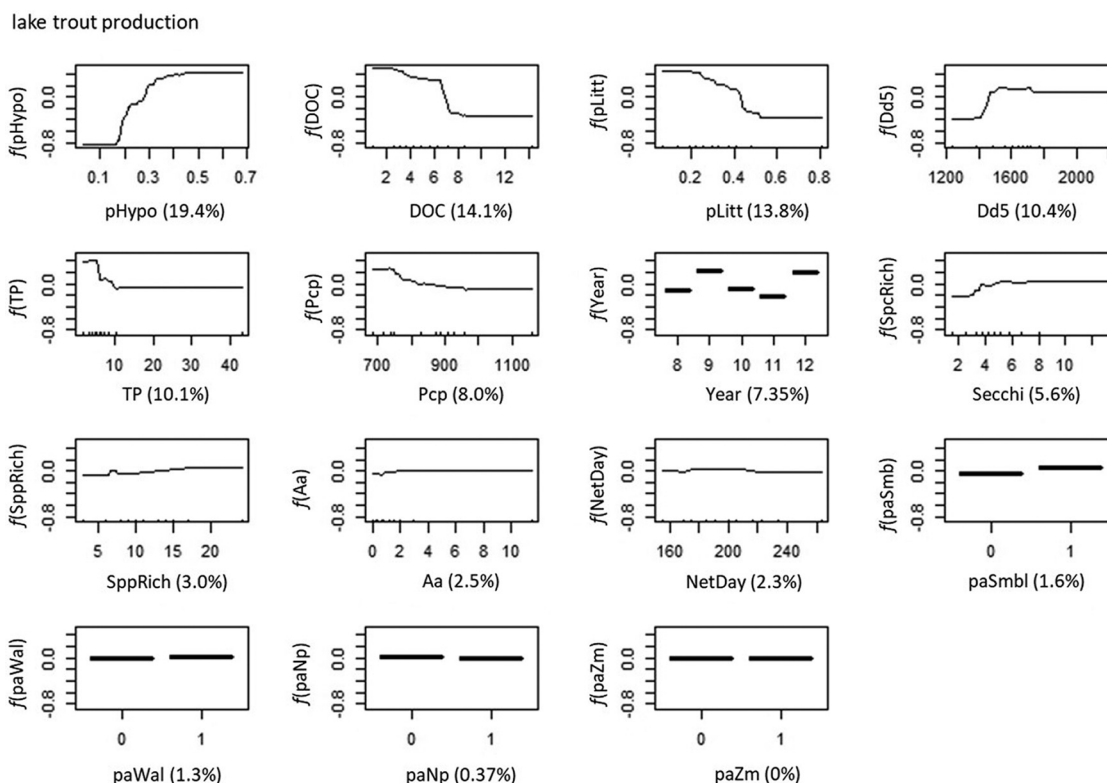 lake trout production
f(pHypo)
0.0
-0.8
0.1 0.3 0.5 0.7
pHypo (19.4%)
f(DOC)
0.0
-0.8
2 4 6 8 12
DOC (14.1%)
f(pLitt)
0.0
-0.8
0.2 0.4 0.6 0.8
pLitt (13.8%)
f(Dd5)
0.0
-0.8
1200 1600 2000
Dd5 (10.4%)
f(TP)
0.0
-0.8
10 20 30 40
TP (10.1%)
f(Pcp)
0.0
-0.8
700 900 1100
Pcp (8.0%)
f(Year)
0.0
-0.8
8 9 10 11 12
Year (7.35%)
f(SpcRich)
0.0
-0.8
2 4 6 8 10
Secchi (5.6%)
f(SppRich)
0.0
-0.8
5 10 15 20
SppRich (3.0%)
f(Aa)
0.0
-0.8
0 2 4 6 8 10
Aa (2.5%)
f(NetDay)
0.0
-0.8
160 200 240
NetDay (2.3%)
f(paSmb)
0.0
-0.8
0 1
paSmbl (1.6%)
f(paWal)
0.0
-0.8
0 1
paWal (1.3%)
f(paNp)
0.0
-0.8
0 1
paNp (0.37%)
f(paZm)
0.0
-0.8
0 1
paZm (0%)